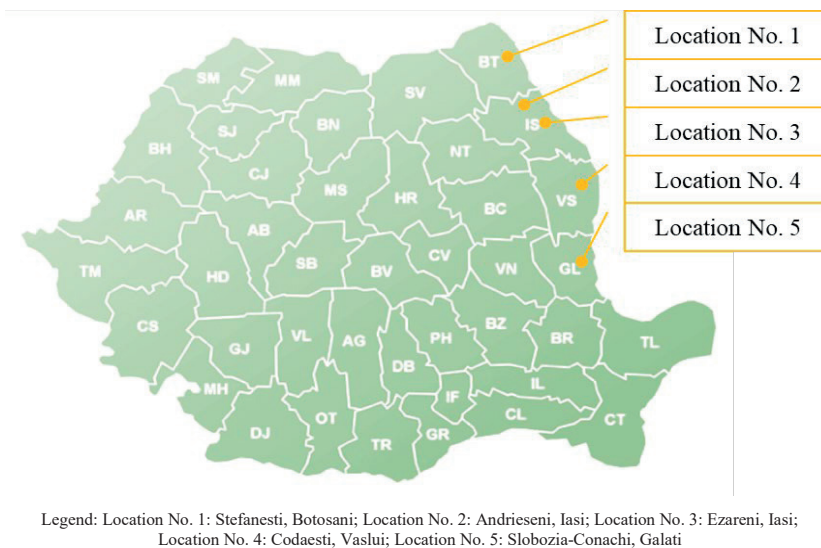 Location No. 1
Location No. 2
Location No. 3
Location No. 4
Location No. 5
BT
SM
MM
SV
SJ
BN
IS
BH
NT
CJ
MS
HR
VS
AR
AB
BC
TM
HD
SB
BV
CV
VN
GL
CS
GJ
VL
AG
PH
BZ
BR
TL
DB
MH
IF
IL
DJ
OT
TR
GR
CL
CT
Legend: Location No. 1: Stefanesti, Botosani; Location No. 2: Andrieseni, Iasi; Location No. 3: Ezareni, Iasi;
Location No. 4: Codaesti, Vaslui; Location No. 5: Slobozia-Conachi, Galati